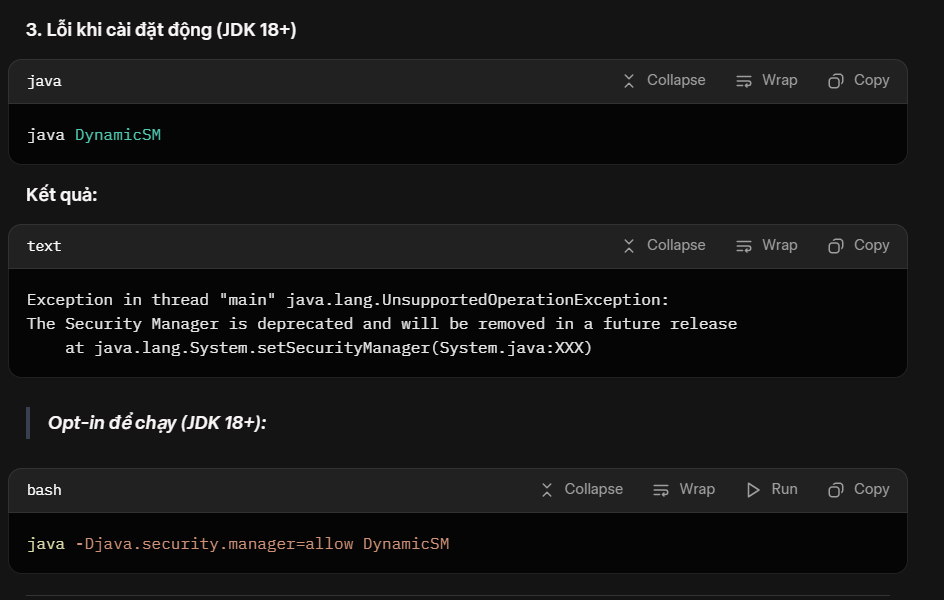 3. Lỗi khi cài đặt động (JDK 18+)
java Collapse Wrap Copy
java DynamicSM
Kết quả:
text Collapse Wrap Copy
Exception in thread "main" java.lang.UnsupportedOperationException:
The Security Manager is deprecated and will be removed in a future release
at java.lang.System.setSecurityManager(System.java:XXX)
Opt-in để chạy (JDK 18+):
bash Collapse Wrap Run Copy
java -Djava.security.manager=allow DynamicSM